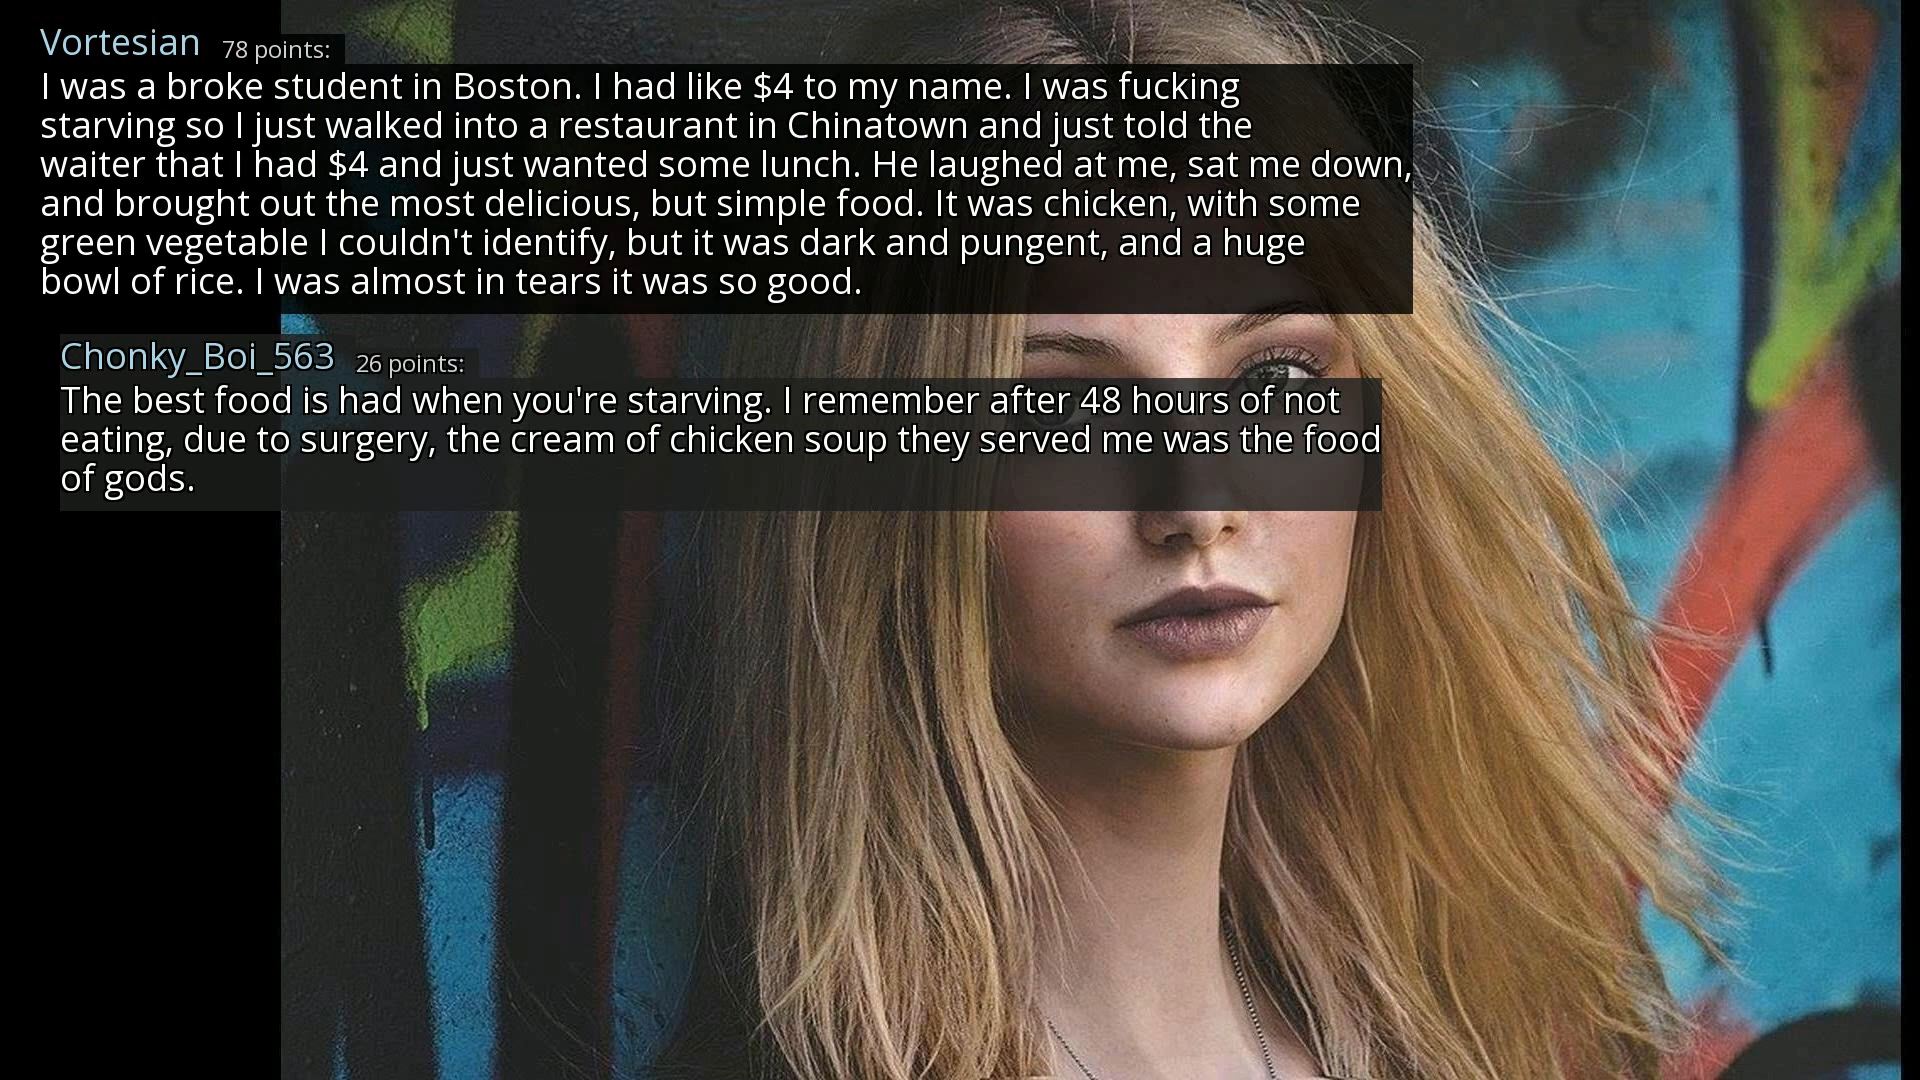 Vortesian 78 points:
I was a broke student in Boston. I had like $4 to my name. I was fucking
starving so I just walked into a restaurant in Chinatown and just told the
waiter that I had $4 and just wanted some lunch. He laughed at me, sat me down,
and brought out the most delicious, but simple food. It was chicken, with some
green vegetable I couldn't identify, but it was dark and pungent, and a huge
bowl of rice. I was almost in tears it was so good.
Chonky_Boi_563 26 points:
The best food is had when you're starving. I remember after 48 hours of not
eating, due to surgery, the cream of chicken soup they served me was the food
of gods.